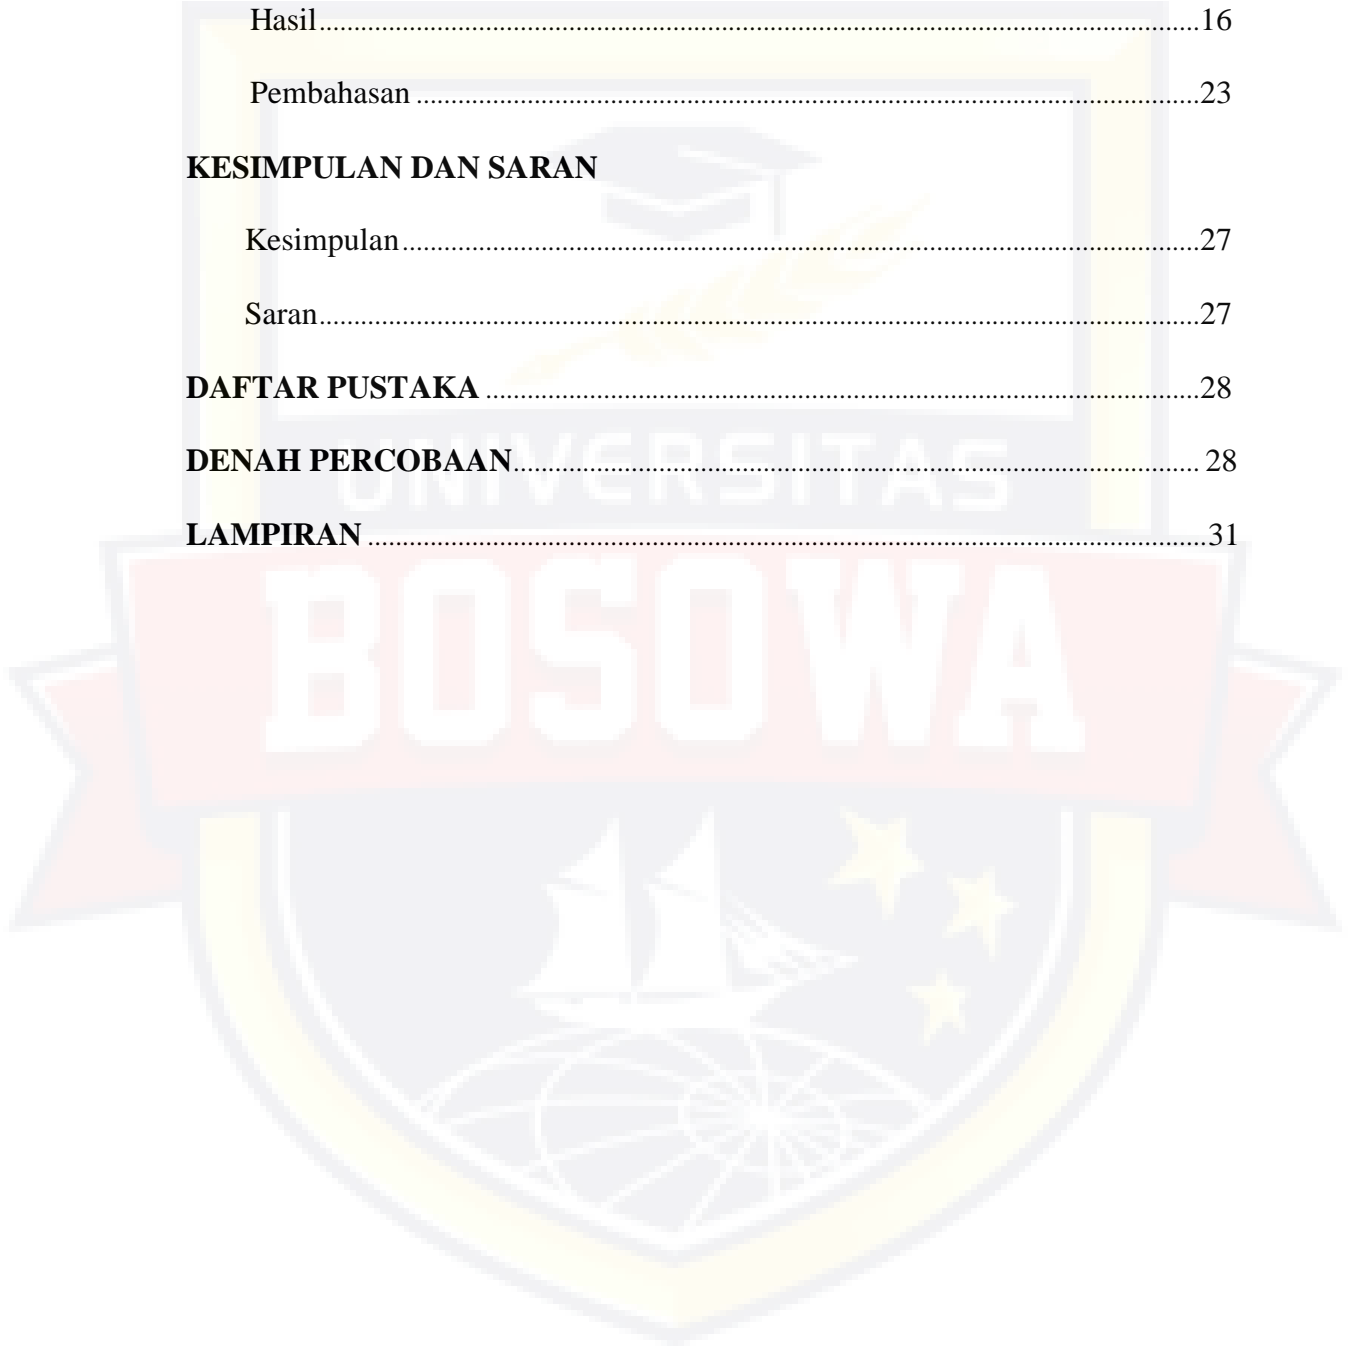 Hasil....................16
Pembahasan ....................23
KESIMPULAN DAN SARAN
Kesimpulan....................27
Saran....................27
DAFTAR PUSTAKA ....................28
DENAH PERCOBAAN.................... 28
UNIVERSITAS
LAMPIRAN ....................31
BOSOWA